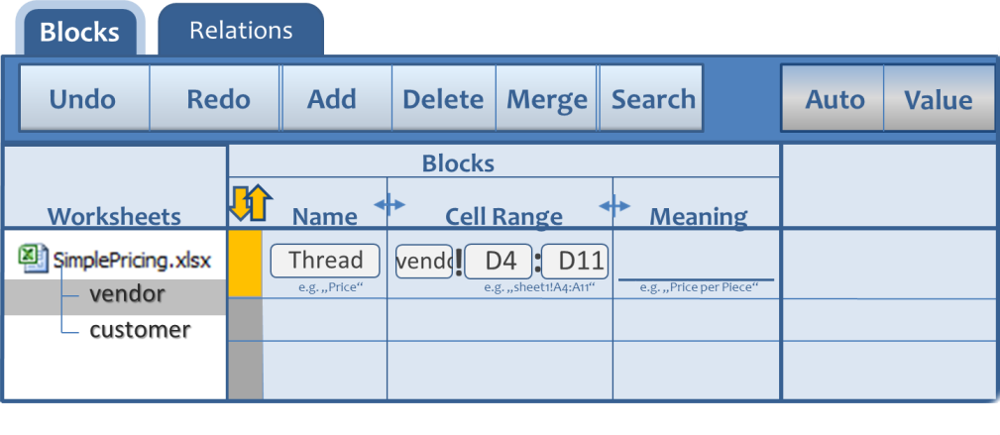 Blocks Relations
Undo Redo Add Delete Merge Search Auto Value
Blocks
Worksheets Name Cell Range Meaning
SimplePricing.xlsx Thread vend ! D4 : D11
e.g. „Price“ e.g. „sheet1!A4:A11“ e.g. „Price per Piece“
vendor
customer